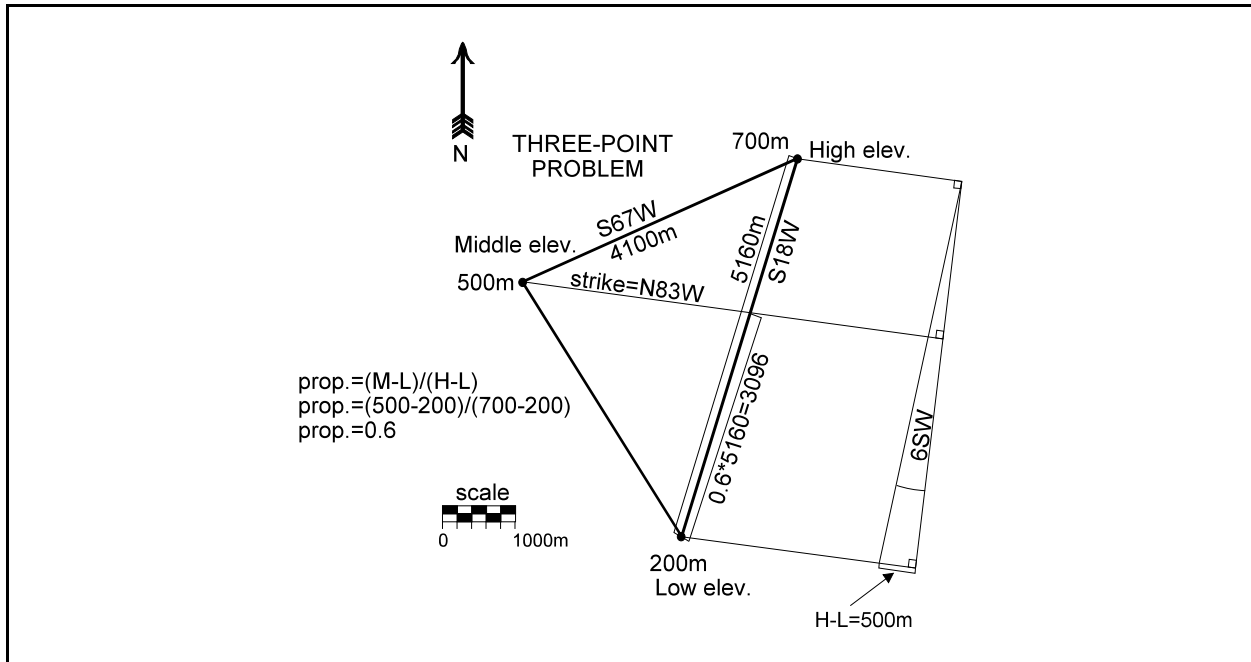 N
THREE-POINT
PROBLEM
700m
High elev.
S67W
4100m
Middle elev.
500m
strike=N83W
5160m
S18W
prop.=(M-L)/(H-L)
prop.=(500-200)/(700-200)
prop.=0.6
0.6*5160=3096
6SW
scale
0
1000m
200m
Low elev.
H-L=500m